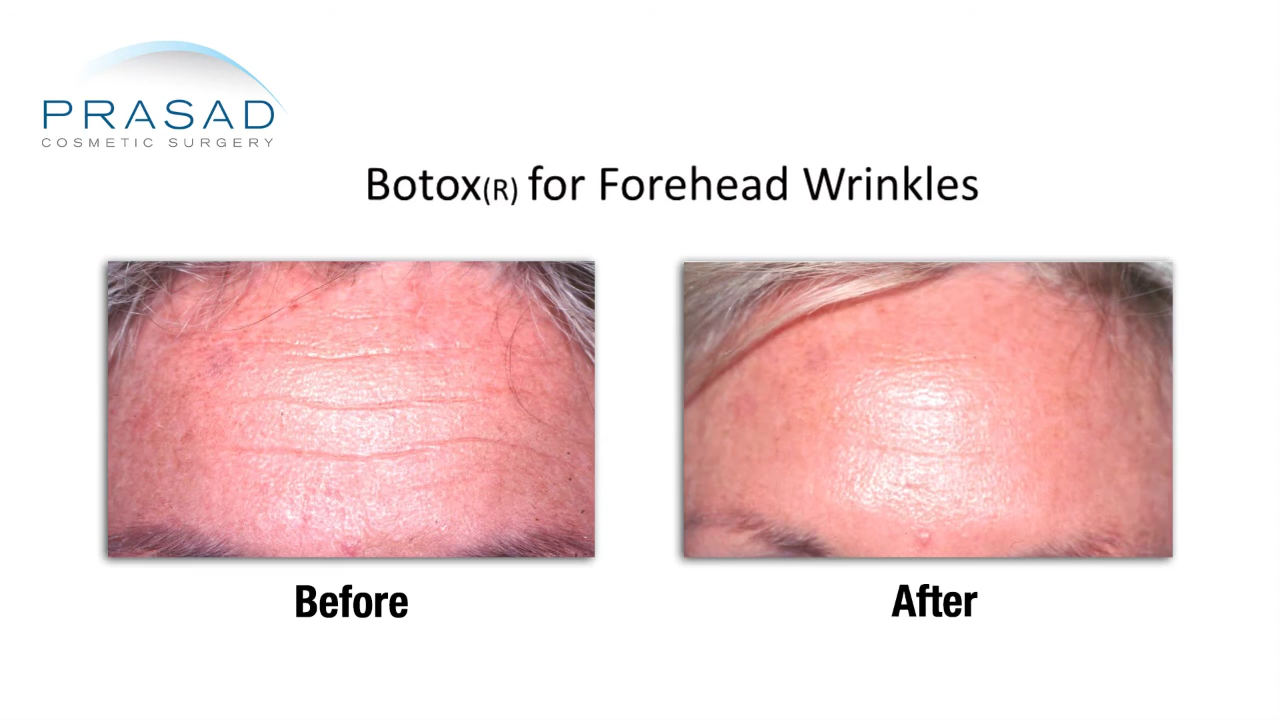 PRASAD
COSMETIC SURGERY
Botox(R) for Forehead Wrinkles
Before
After